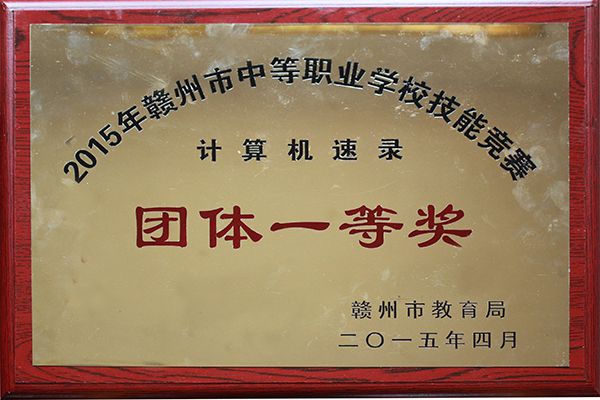 2015年赣州市中等职业学校技能竞赛
计算机速录
团体一等奖
赣州市教育局
二〇一五年四月